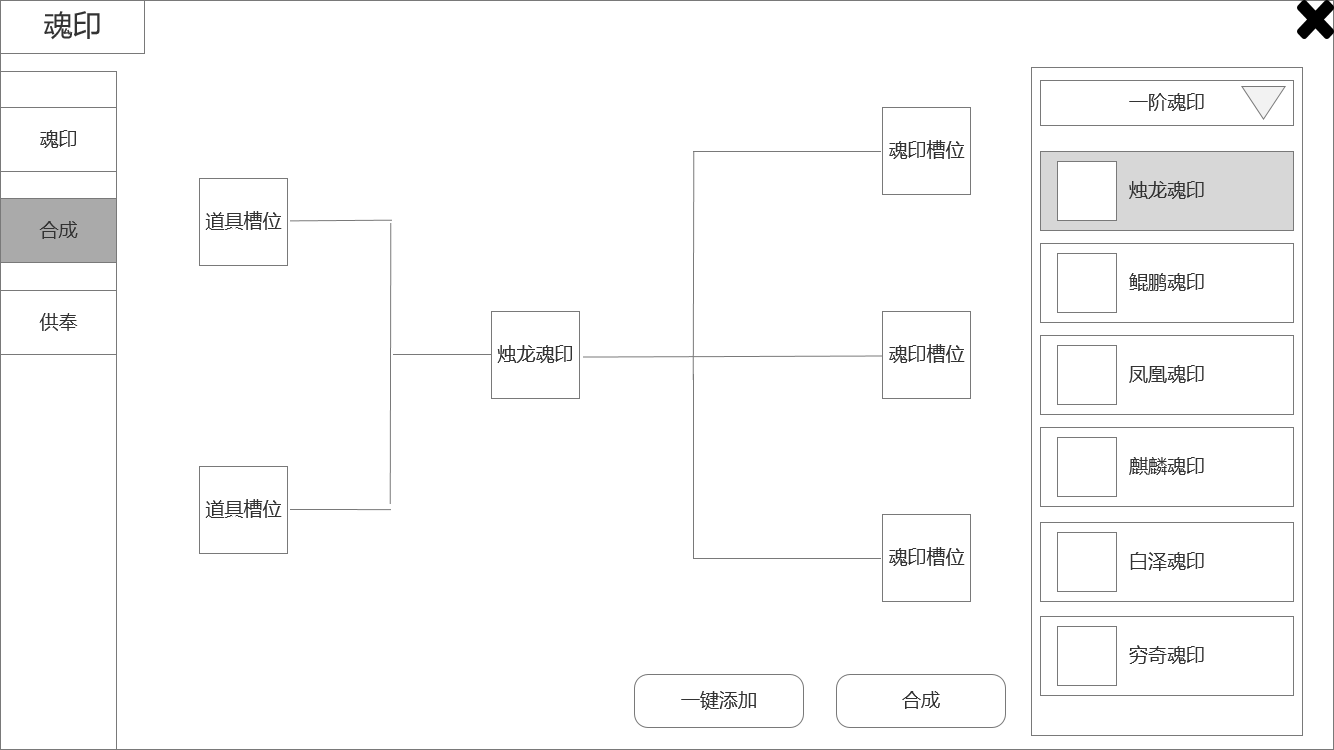 魂印
魂印
合成
供奉
道具槽位
道具槽位
烛龙魂印
魂印槽位
魂印槽位
魂印槽位
一键添加
合成
一阶魂印
烛龙魂印
鲲鹏魂印
凤凰魂印
麒麟魂印
白泽魂印
穷奇魂印